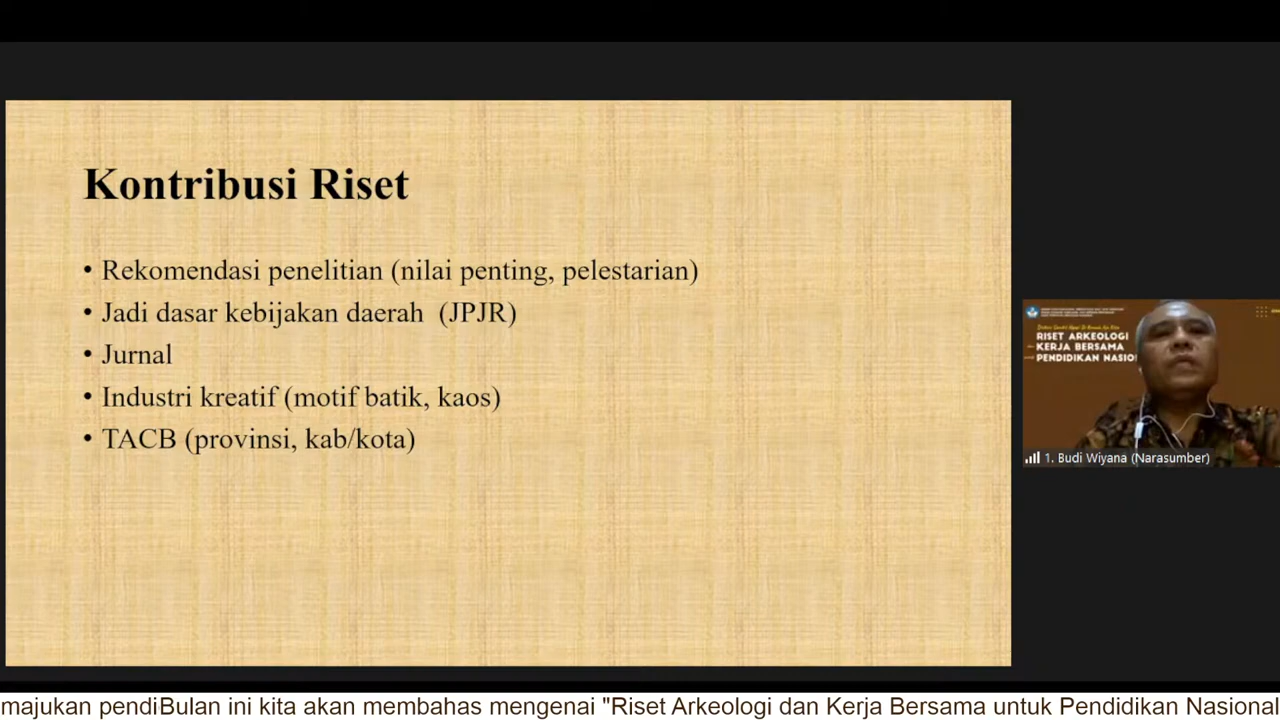 Kontribusi Riset
• Rekomendasi penelitian (nilai penting, pelestarian)
• Jadi dasar kebijakan daerah (JPJR)
• Jurnal
• Industri kreatif (motif batik, kaos)
• TACB (provinsi, kab/kota)
RISET ARKEOLOGI
KERJA BERSAMA
PENDIDIKAN NASIO
1. Budi Wiyana (Narasumber)
majukan pendiBulan ini kita akan membahas mengenai "Riset Arkeologi dan Kerja Bersama untuk Pendidikan Nasional